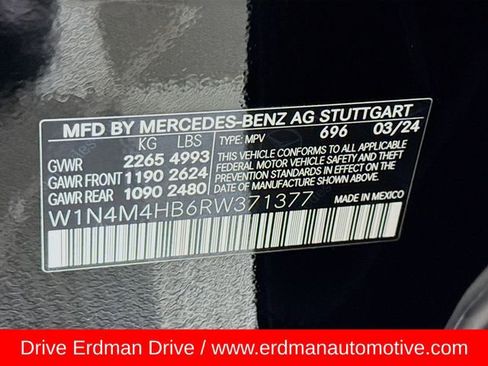 MFD BY MERCEDES-BENZ AG STUTTGART
KG LBS TYPE: MPV 696 03/24
GVWR 2265 4993 THIS VEHICLE CONFORMS TO ALL APPLICABLE
GAWR FRONT 1190 2624 FEDERAL MOTOR VEHICLE SAFETY AND THEFT
GAWR REAR 1090 2480 PREVENTION STANDARDS IN EFFECT ON THE DATE OF MANUFACTURE SHOWN ABOVE.
W1N4M4HB6RW371377 MADE IN MEXICO
Drive Erdman Drive / www.erdmanautomotive.com